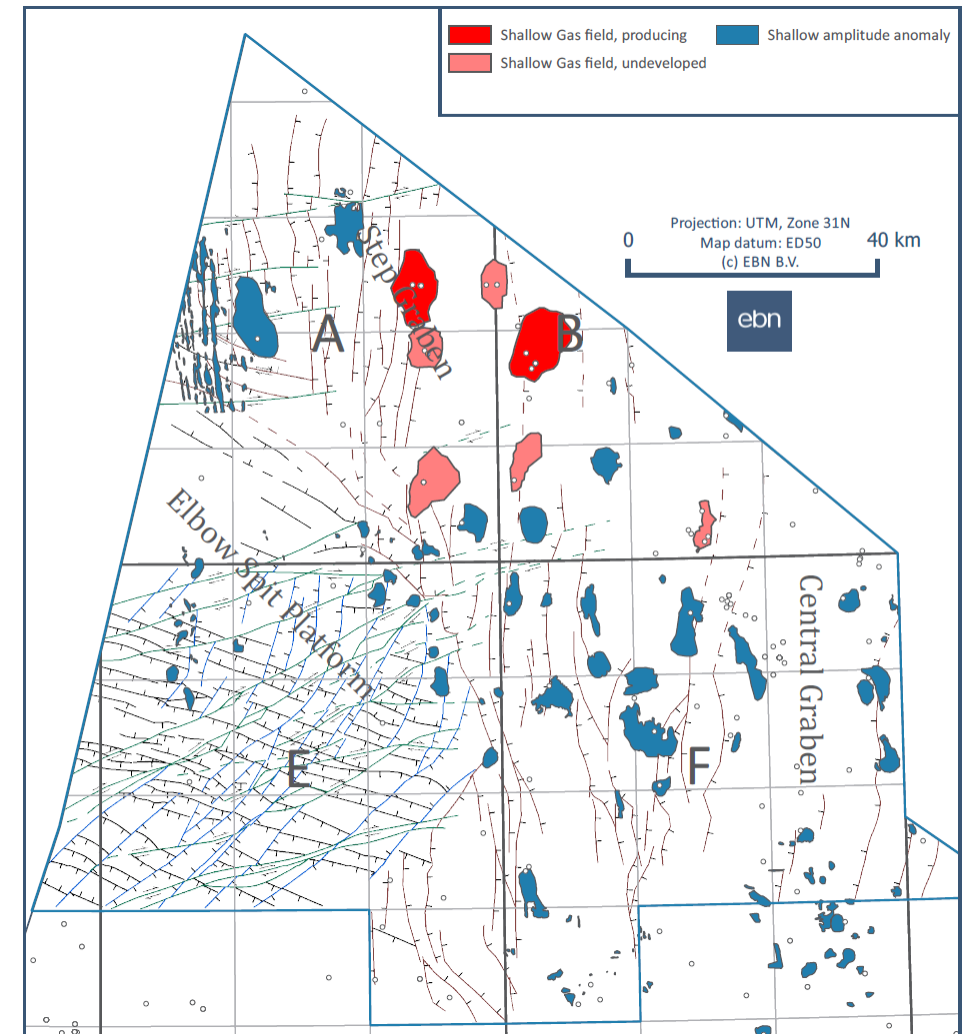 Shallow Gas field, producing
Shallow amplitude anomaly
Shallow Gas field, undeveloped
Projection: UTM, Zone 31N
Map datum: ED50
(c) EBN B.V.
0
40 km
ebn
Step Graben
A
B
Elbow Spit Platform
Central Graben
E
F